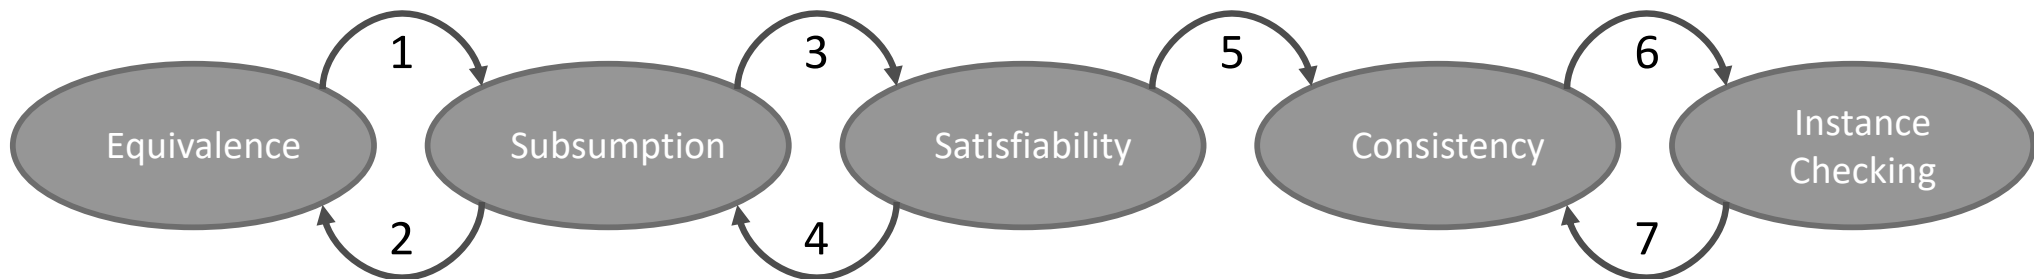 1
3
5
6
Equivalence
Subsumption
Satisfiability
Consistency
Instance
Checking
2
4
7